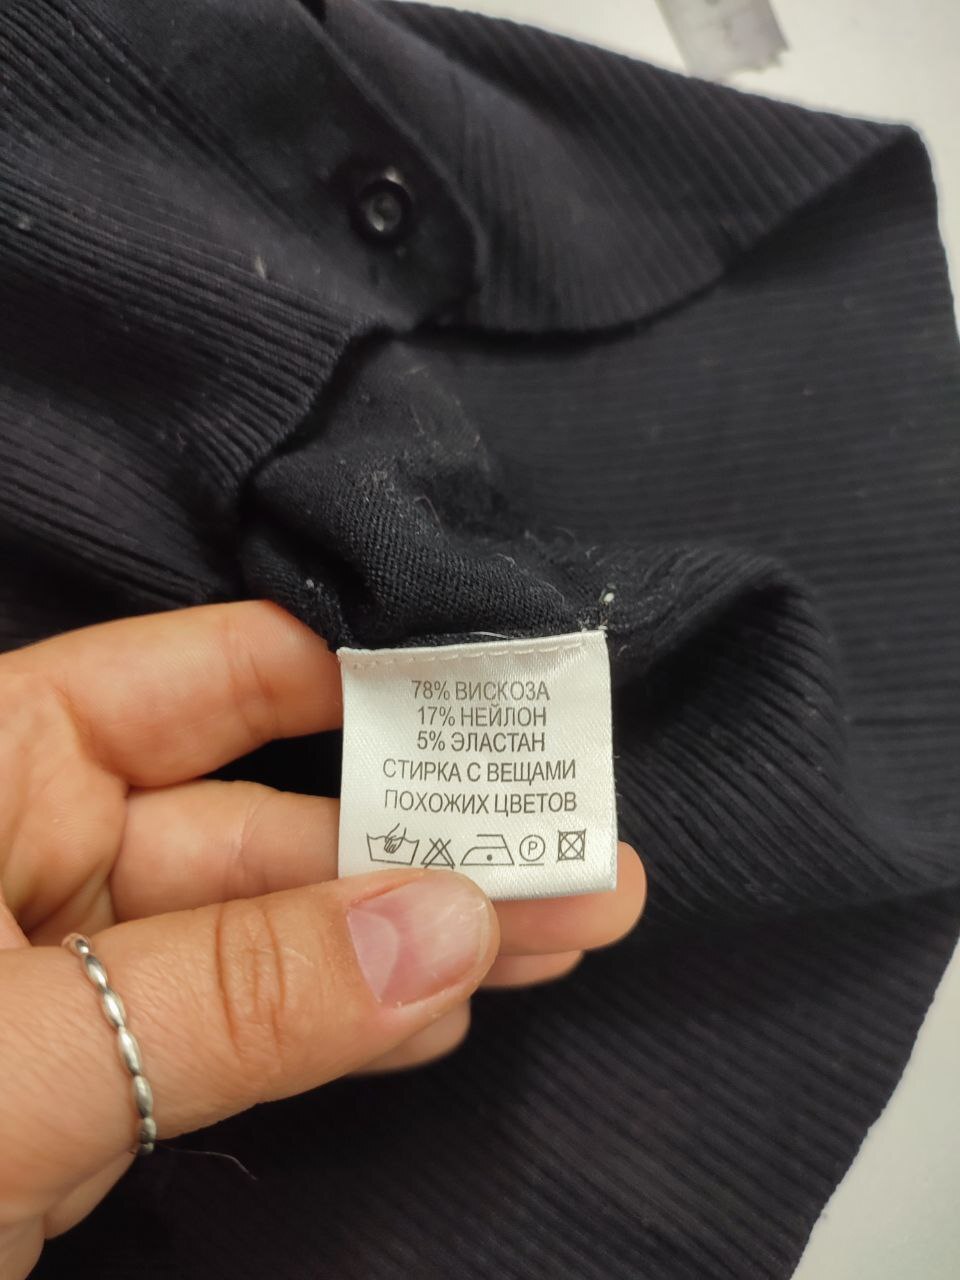 78% ВИСКОЗА
17% НЕЙЛОН
5% ЭЛАСТАН
СТИРКА С ВЕЩАМИ
ПОХОЖИХ ЦВЕТОВ
P